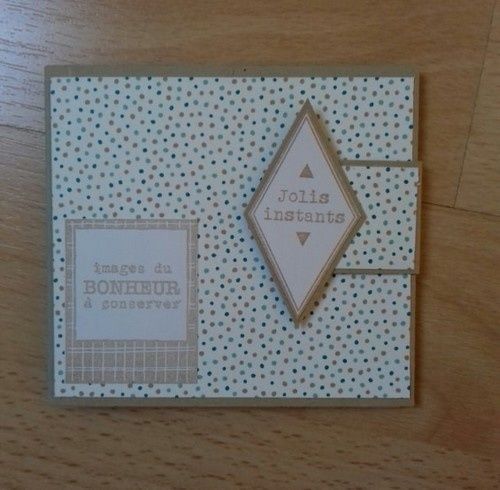 Jolis
instants
images du
BONHEUR
à conserver